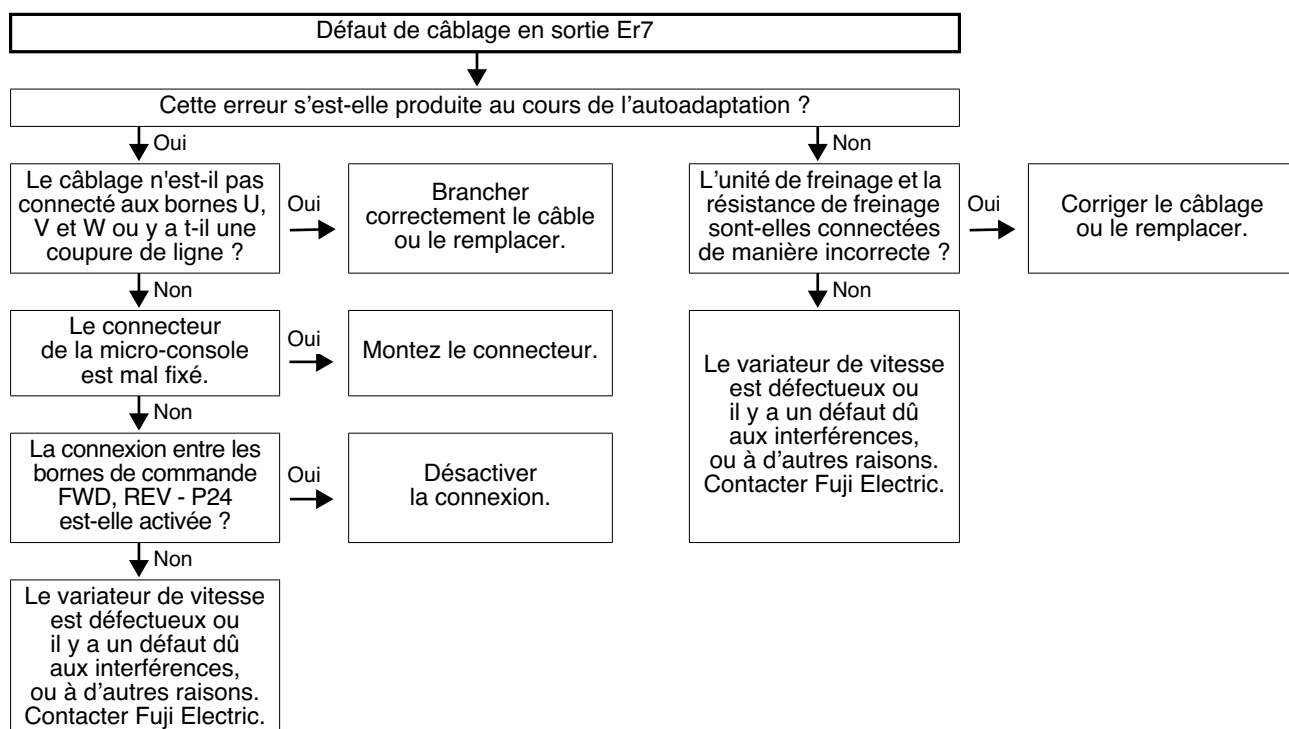 Défaut de câblage en sortie Er7
Cette erreur s'est-elle produite au cours de l'autoadaptation ?
Oui
Non
Le câblage n'est-il pas
connecté aux bornes U,
V et W ou y a t-il une
coupure de ligne ?
Oui
Brancher
correctement le câble
ou le remplacer.
L'unité de freinage et la
résistance de freinage
sont-elles connectées
de manière incorrecte ?
Oui
Corriger le câblage
ou le remplacer.
Non
Non
Le connecteur
de la micro-console
est mal fixé.
Oui
Montez le connecteur.
Le variateur de vitesse
est défectueux ou
il y a un défaut dû
aux interférences,
ou à d'autres raisons.
Contacter Fuji Electric.
Non
La connexion entre les
bornes de commande
FWD, REV - P24
est-elle activée ?
Oui
Désactiver
la connexion.
Non
Le variateur de vitesse
est défectueux ou
il y a un défaut dû
aux interférences,
ou à d'autres raisons.
Contacter Fuji Electric.